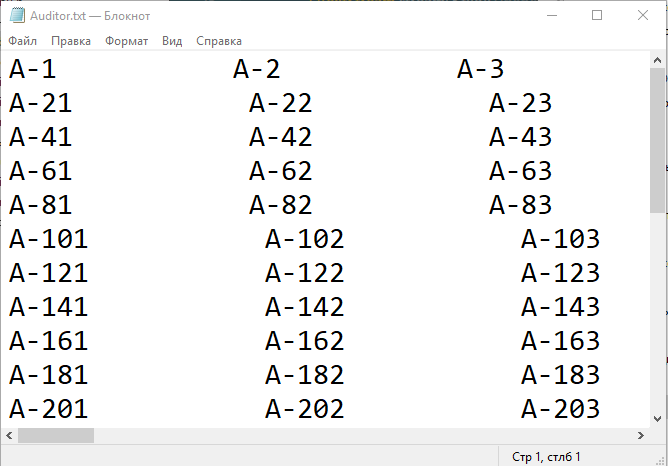 Auditor.txt — Блокнот
Файл Правка Формат Вид Справка
A-1 A-2 A-3
A-21 A-22 A-23
A-41 A-42 A-43
A-61 A-62 A-63
A-81 A-82 A-83
A-101 A-102 A-103
A-121 A-122 A-123
A-141 A-142 A-143
A-161 A-162 A-163
A-181 A-182 A-183
A-201 A-202 A-203
Стр 1, стлб 1